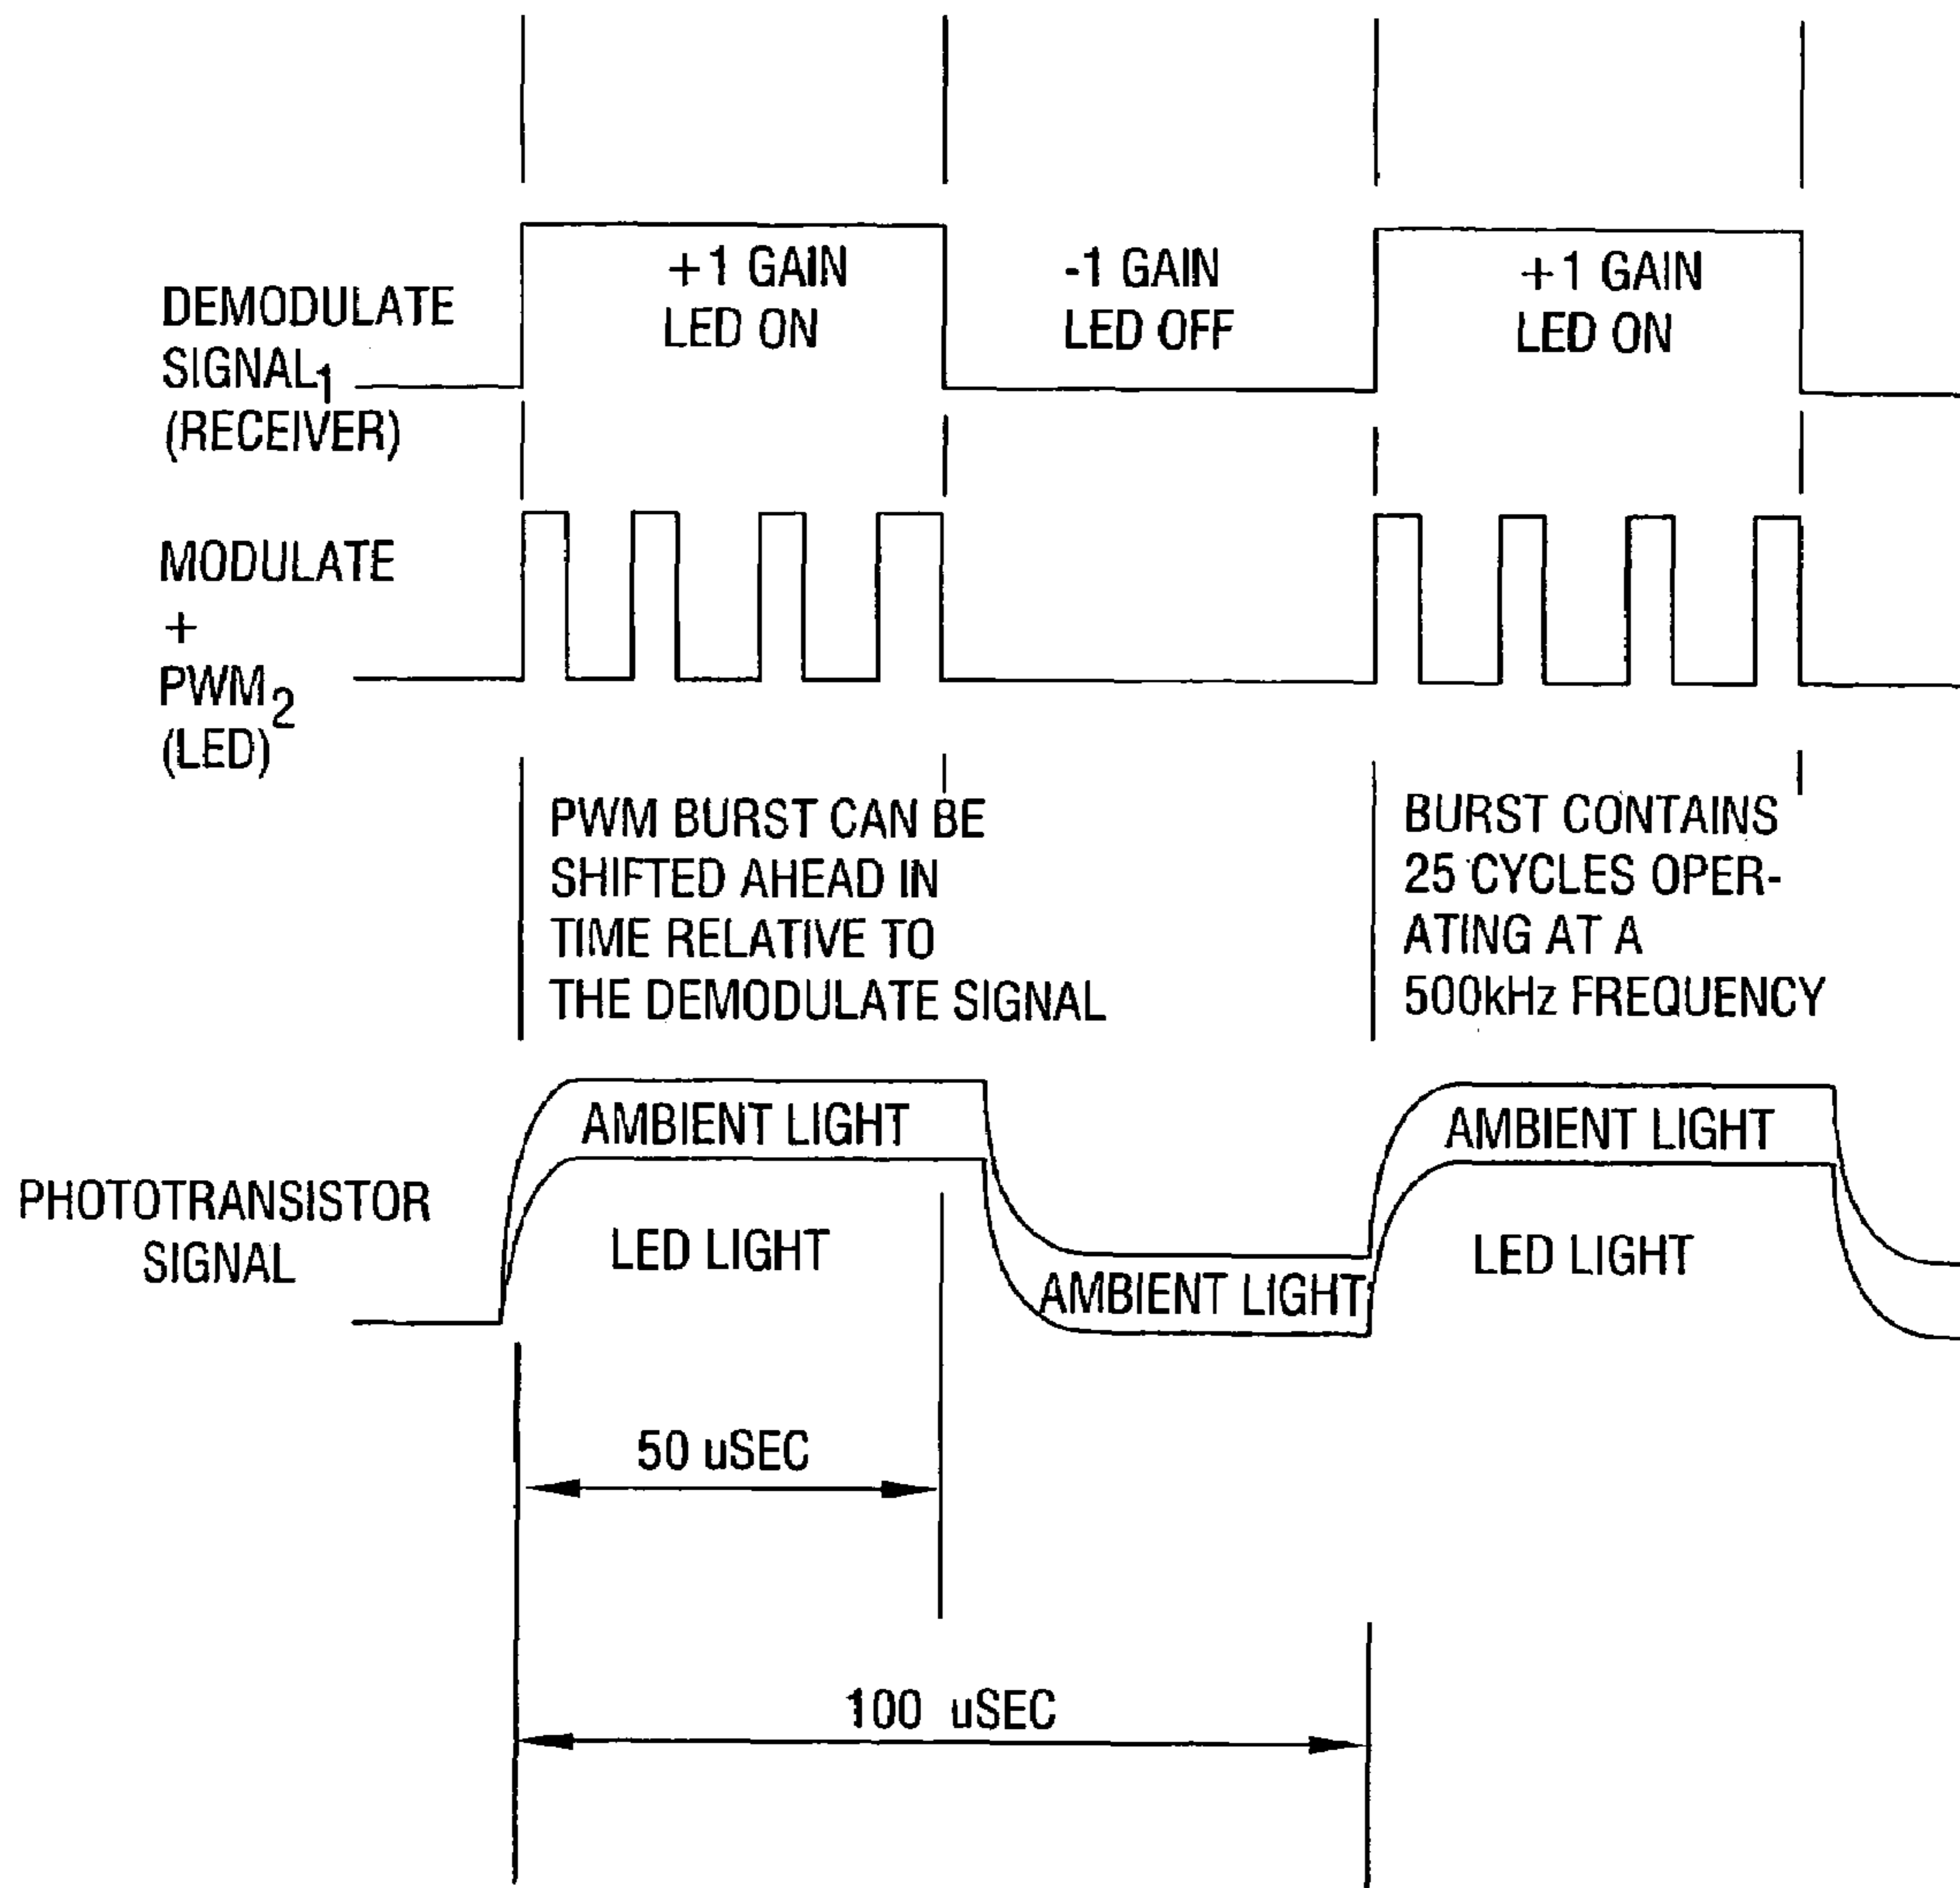 +1 GAIN
LED ON
-1 GAIN
LED OFF
+1 GAIN
LED ON
DEMODULATE
SIGNAL1
(RECEIVER)
MODULATE
+
PWM2
(LED)
PWM BURST CAN BE
SHIFTED AHEAD IN
TIME RELATIVE TO
THE DEMODULATE SIGNAL
BURST CONTAINS
25 CYCLES OPER-
ATING AT A
500kHz FREQUENCY
AMBIENT LIGHT
AMBIENT LIGHT
PHOTOTRANSISTOR
SIGNAL
LED LIGHT
AMBIENT LIGHT
LED LIGHT
50 uSEC
100 uSEC